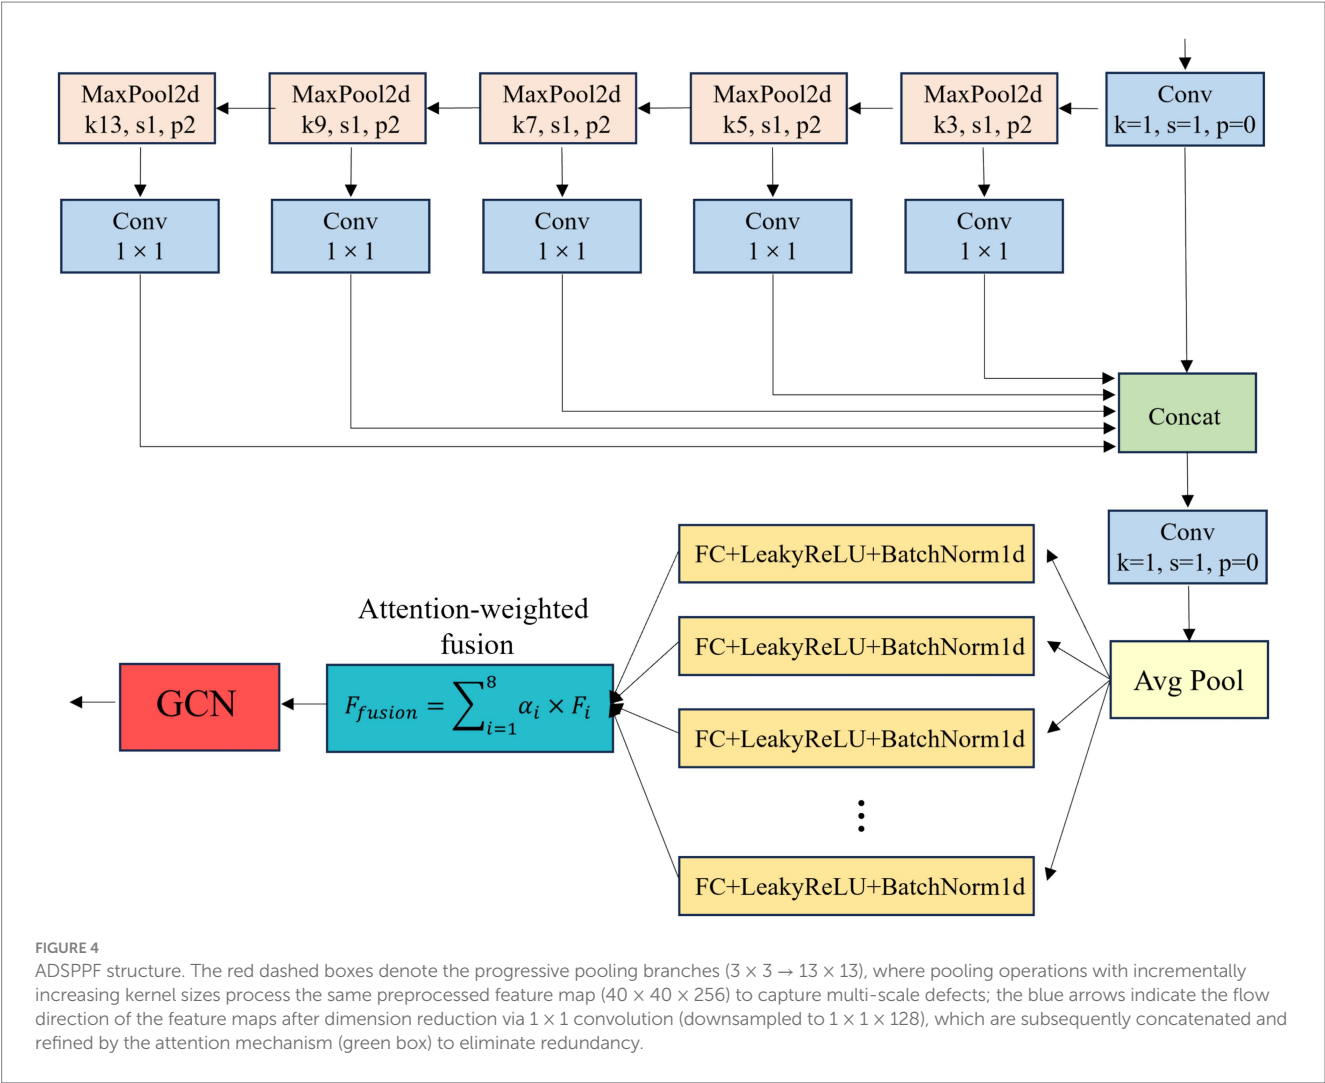 MaxPool2d
k13, s1, p2
MaxPool2d
k9, s1, p2
MaxPool2d
k7, s1, p2
MaxPool2d
k5, s1, p2
MaxPool2d
k3, s1, p2
Conv
k=1, s=1, p=0
Conv
1 × 1
Conv
1 × 1
Conv
1 × 1
Conv
1 × 1
Conv
1 × 1
Concat
Conv
k=1, s=1, p=0
Avg Pool
FC+LeakyReLU+BatchNorm1d
FC+LeakyReLU+BatchNorm1d
FC+LeakyReLU+BatchNorm1d
⋮
FC+LeakyReLU+BatchNorm1d
Attention-weighted
fusion
F_{fusion} = ∑_{i=1}^{8} α_i × F_i
GCN
FIGURE 4
ADSPPF structure. The red dashed boxes denote the progressive pooling branches (3 × 3 → 13 × 13), where pooling operations with incrementally
increasing kernel sizes process the same preprocessed feature map (40 × 40 × 256) to capture multi-scale defects; the blue arrows indicate the flow
direction of the feature maps after dimension reduction via 1 × 1 convolution (downsampled to 1 × 1 × 128), which are subsequently concatenated and
refined by the attention mechanism (green box) to eliminate redundancy.